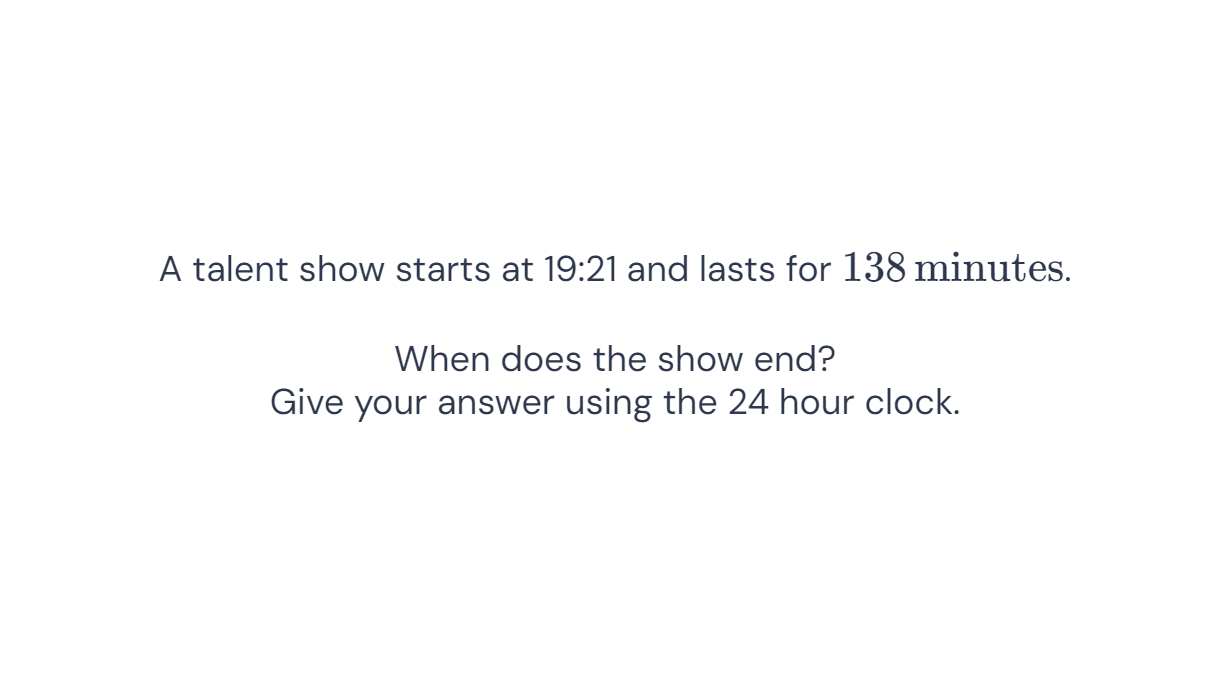 A talent show starts at 19:21 and lasts for 138 minutes.
When does the show end?
Give your answer using the 24 hour clock.